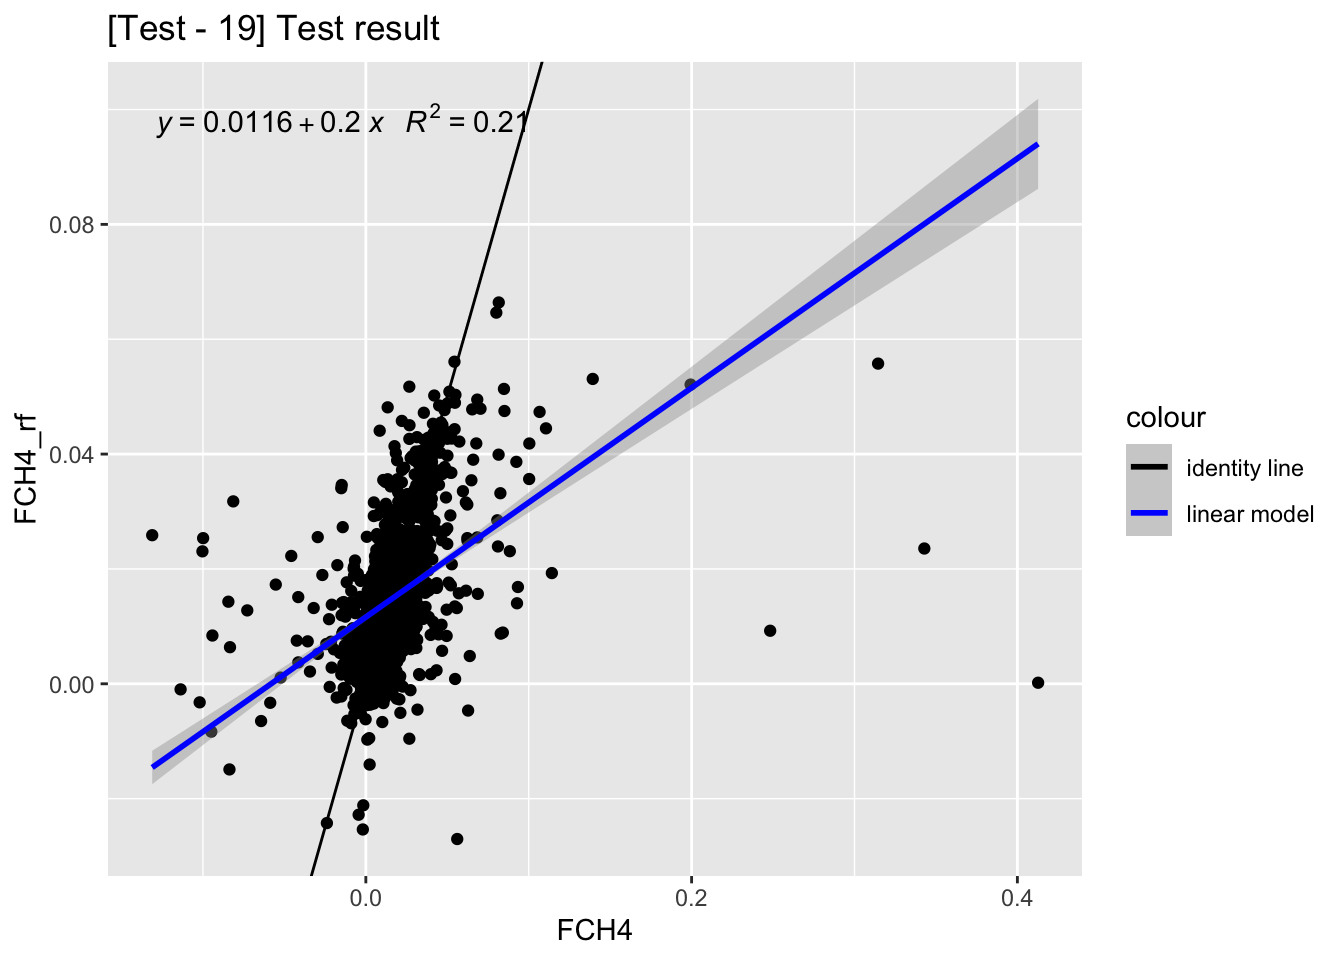 [Test - 19] Test result
y = 0.0116 + 0.2 x R² = 0.21
0.08
0.04
0.00
FCH4_rf
0.0 0.2 0.4
FCH4
colour
identity line
linear model